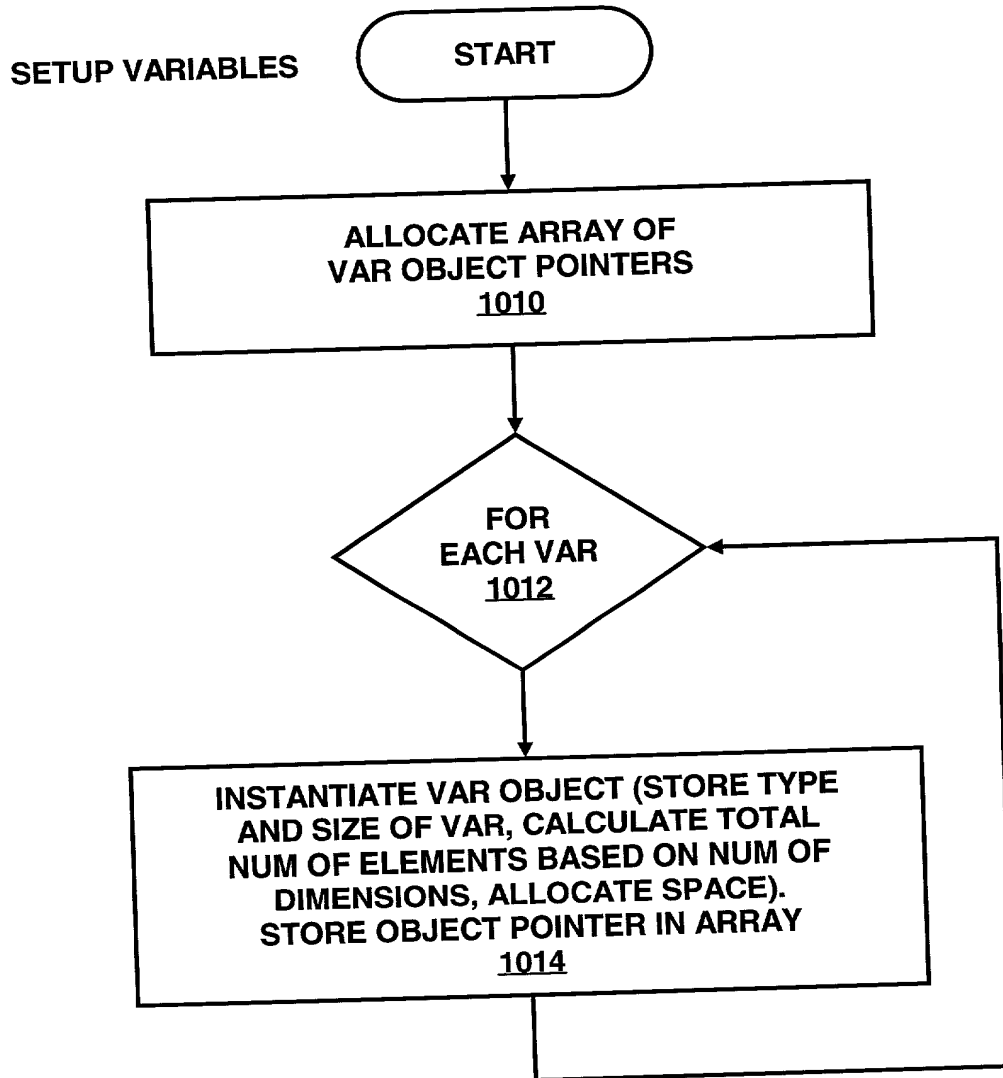 SETUP VARIABLES
START
ALLOCATE ARRAY OF
VAR OBJECT POINTERS
1010
FOR
EACH VAR
1012
INSTANTIATE VAR OBJECT (STORE TYPE
AND SIZE OF VAR, CALCULATE TOTAL
NUM OF ELEMENTS BASED ON NUM OF
DIMENSIONS, ALLOCATE SPACE).
STORE OBJECT POINTER IN ARRAY
1014